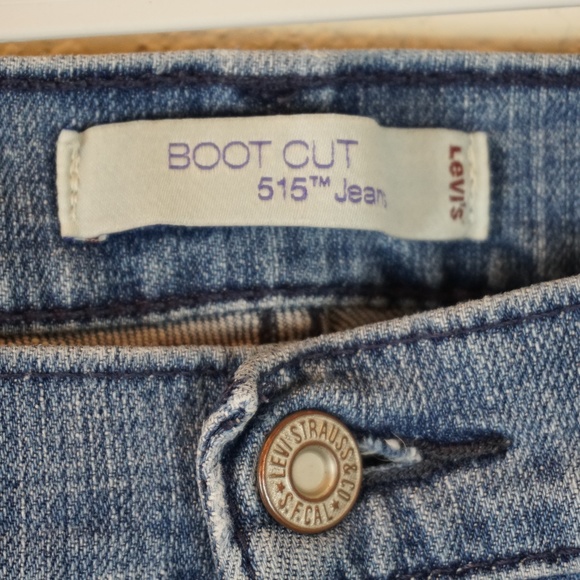 BOOT CUT
515™ Jean
Levi's
LEVI STRAUSS & CO
★ S.F.CAL ★